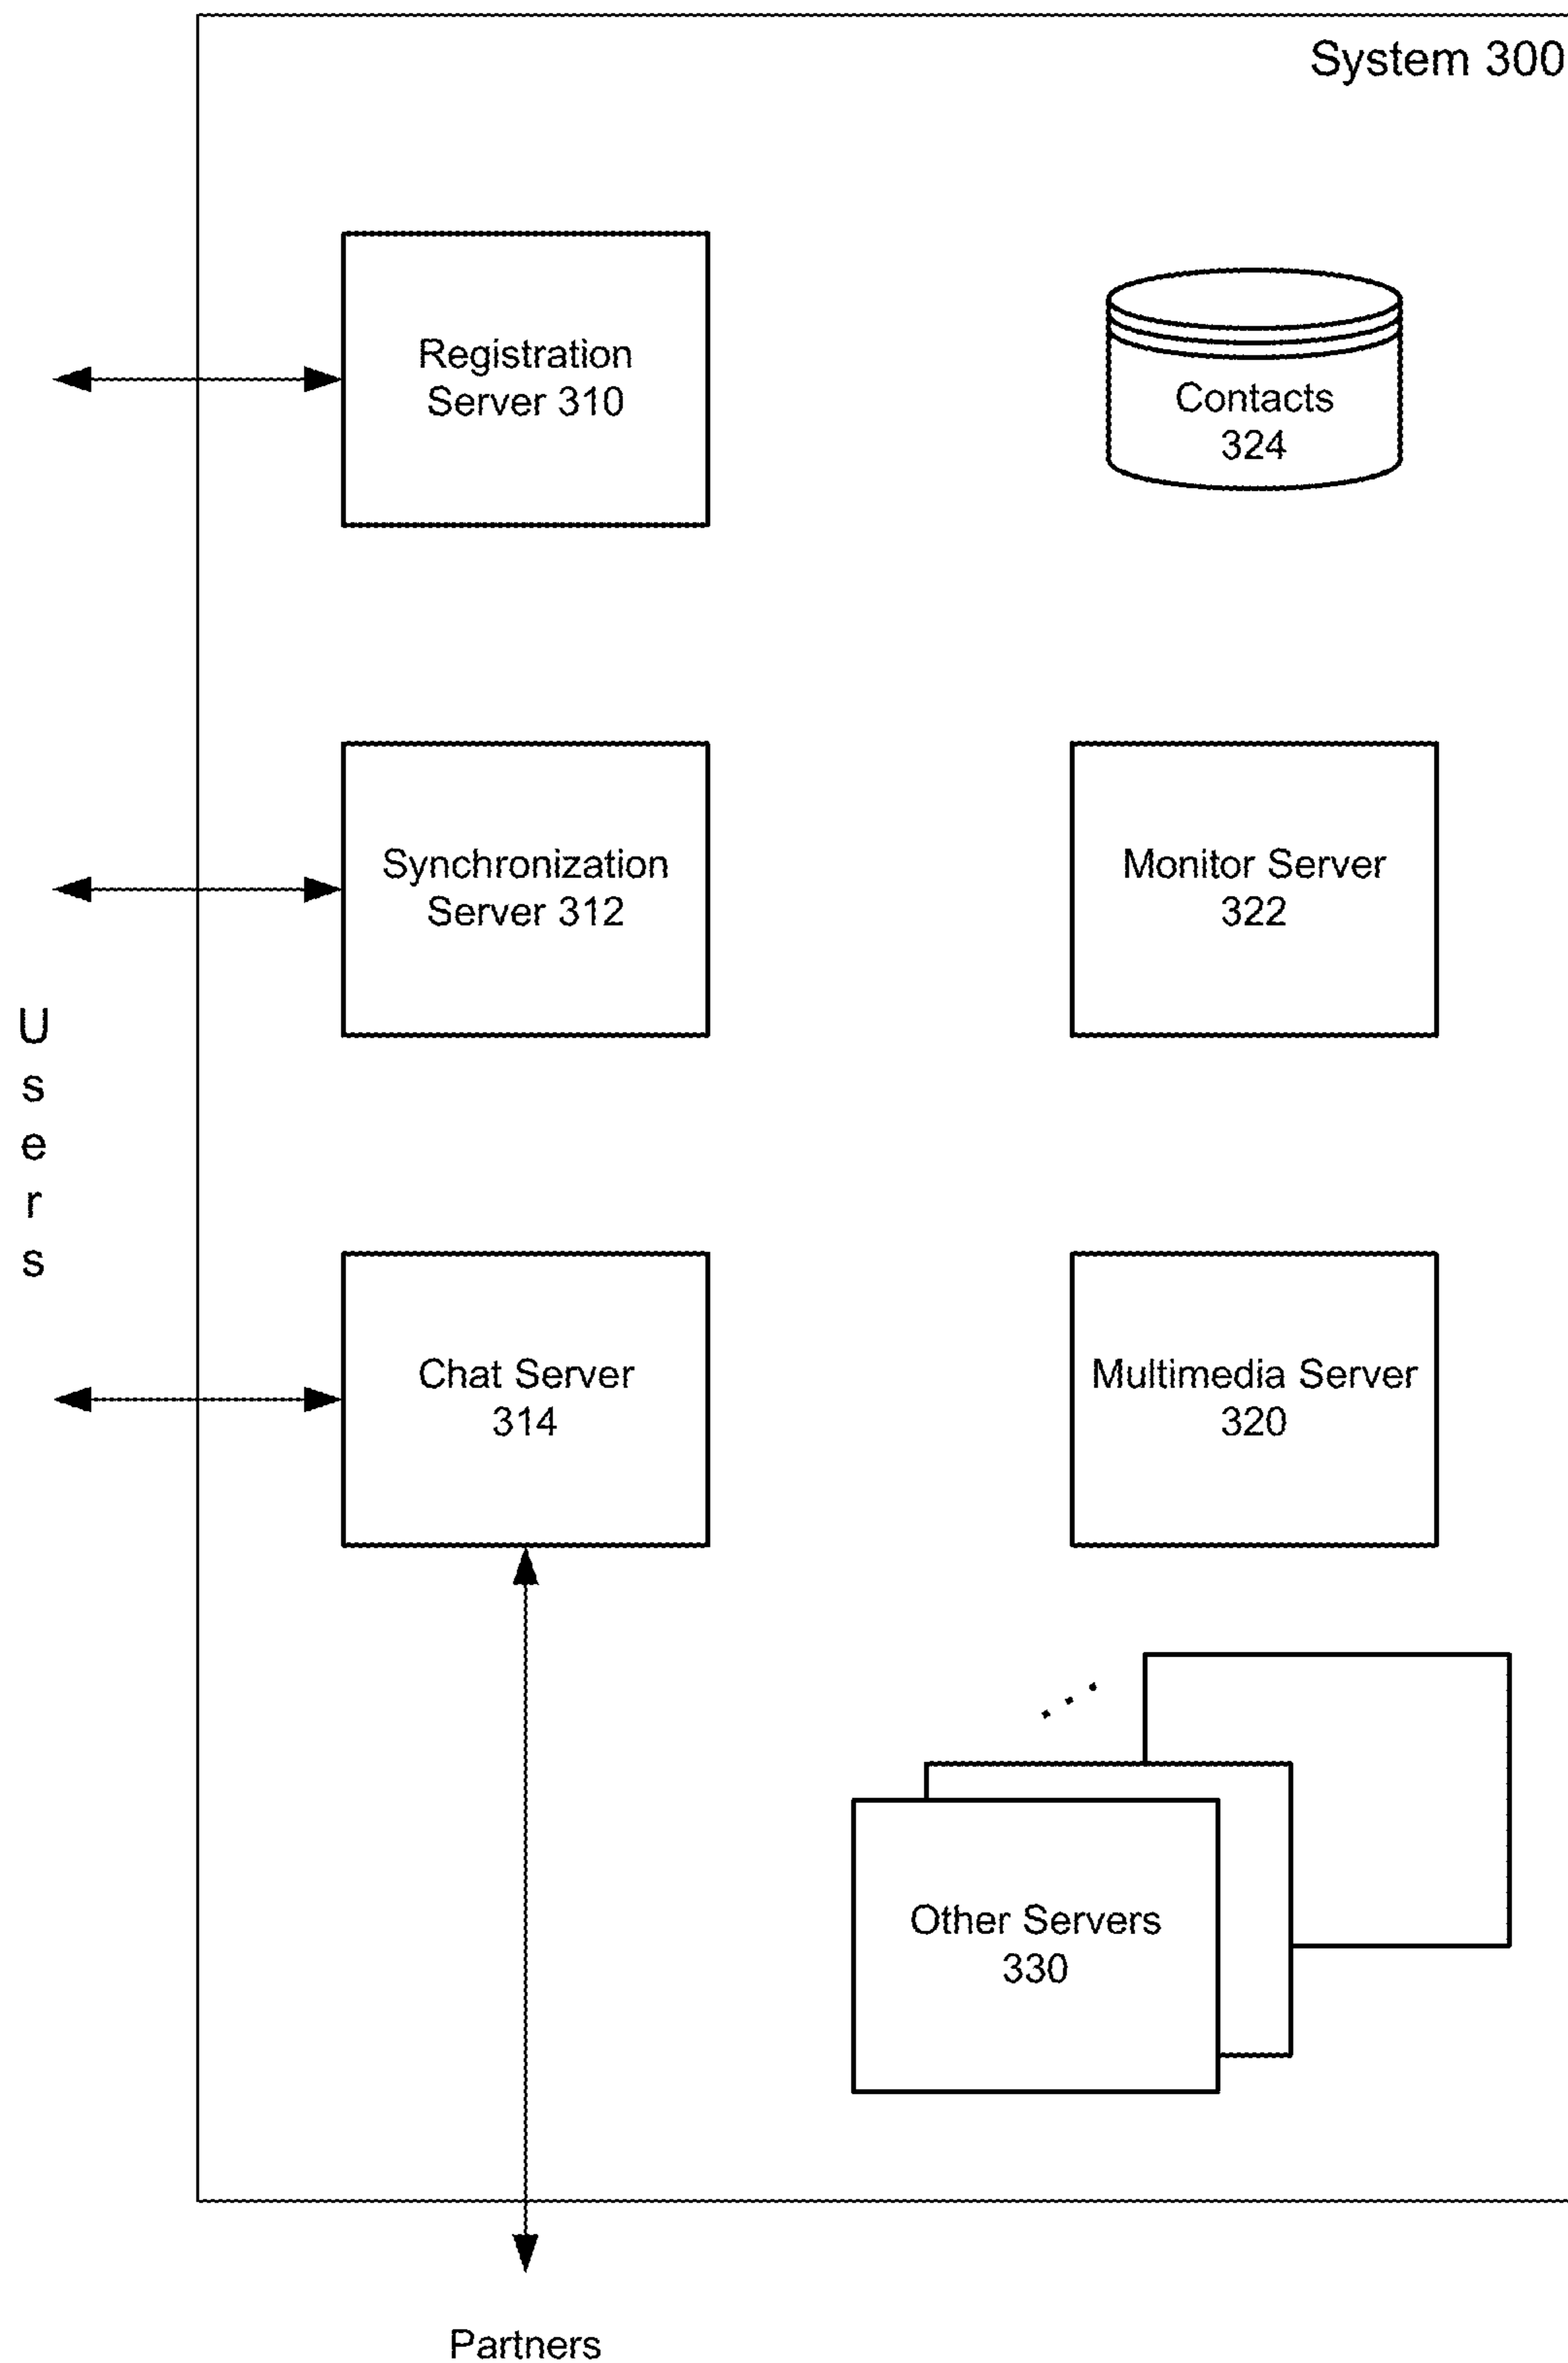 System 300
Registration
Server 310
Contacts
324
Synchronization
Server 312
Monitor Server
322
Users
Chat Server
314
Multimedia Server
320
Other Servers
330
Partners